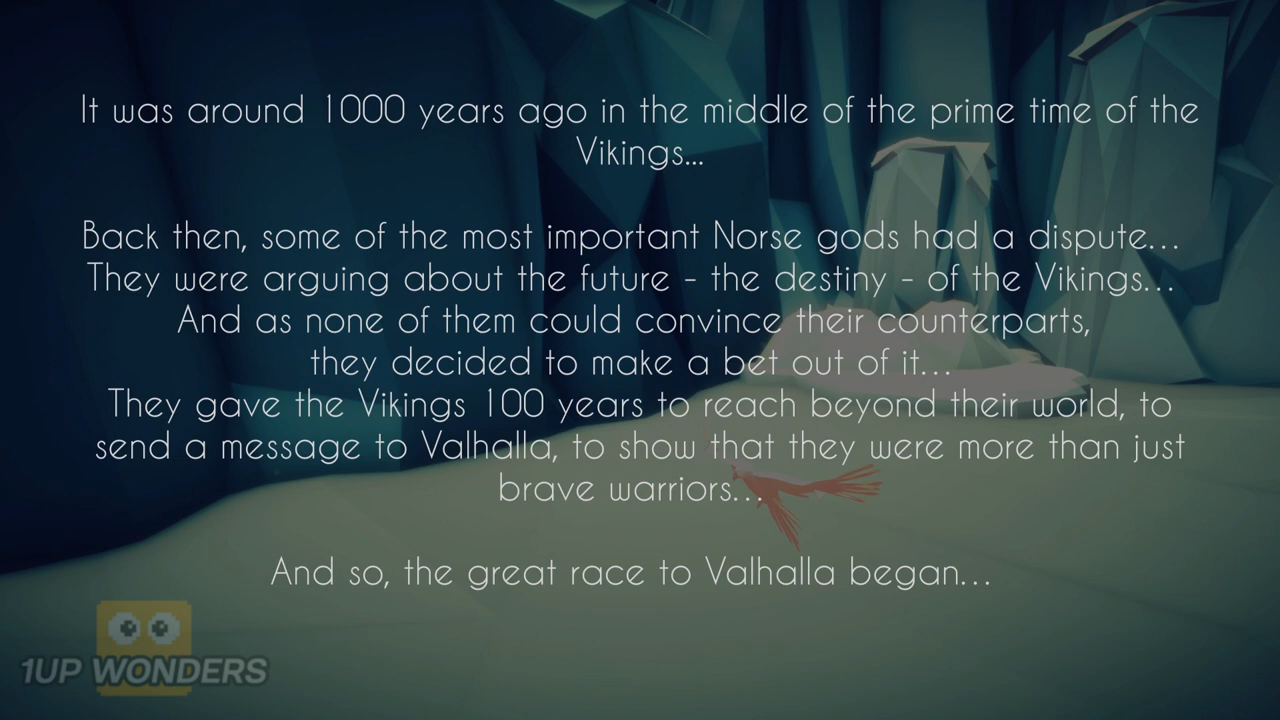 It was around 1000 years ago in the middle of the prime time of the
Vikings...
Back then, some of the most important Norse gods had a dispute...
They were arguing about the future - the destiny - of the Vikings...
And as none of them could convince their counterparts,
they decided to make a bet out of it...
They gave the Vikings 100 years to reach beyond their world, to
send a message to Valhalla, to show that they were more than just
brave warriors...
And so, the great race to Valhalla began...
1UP WONDERS